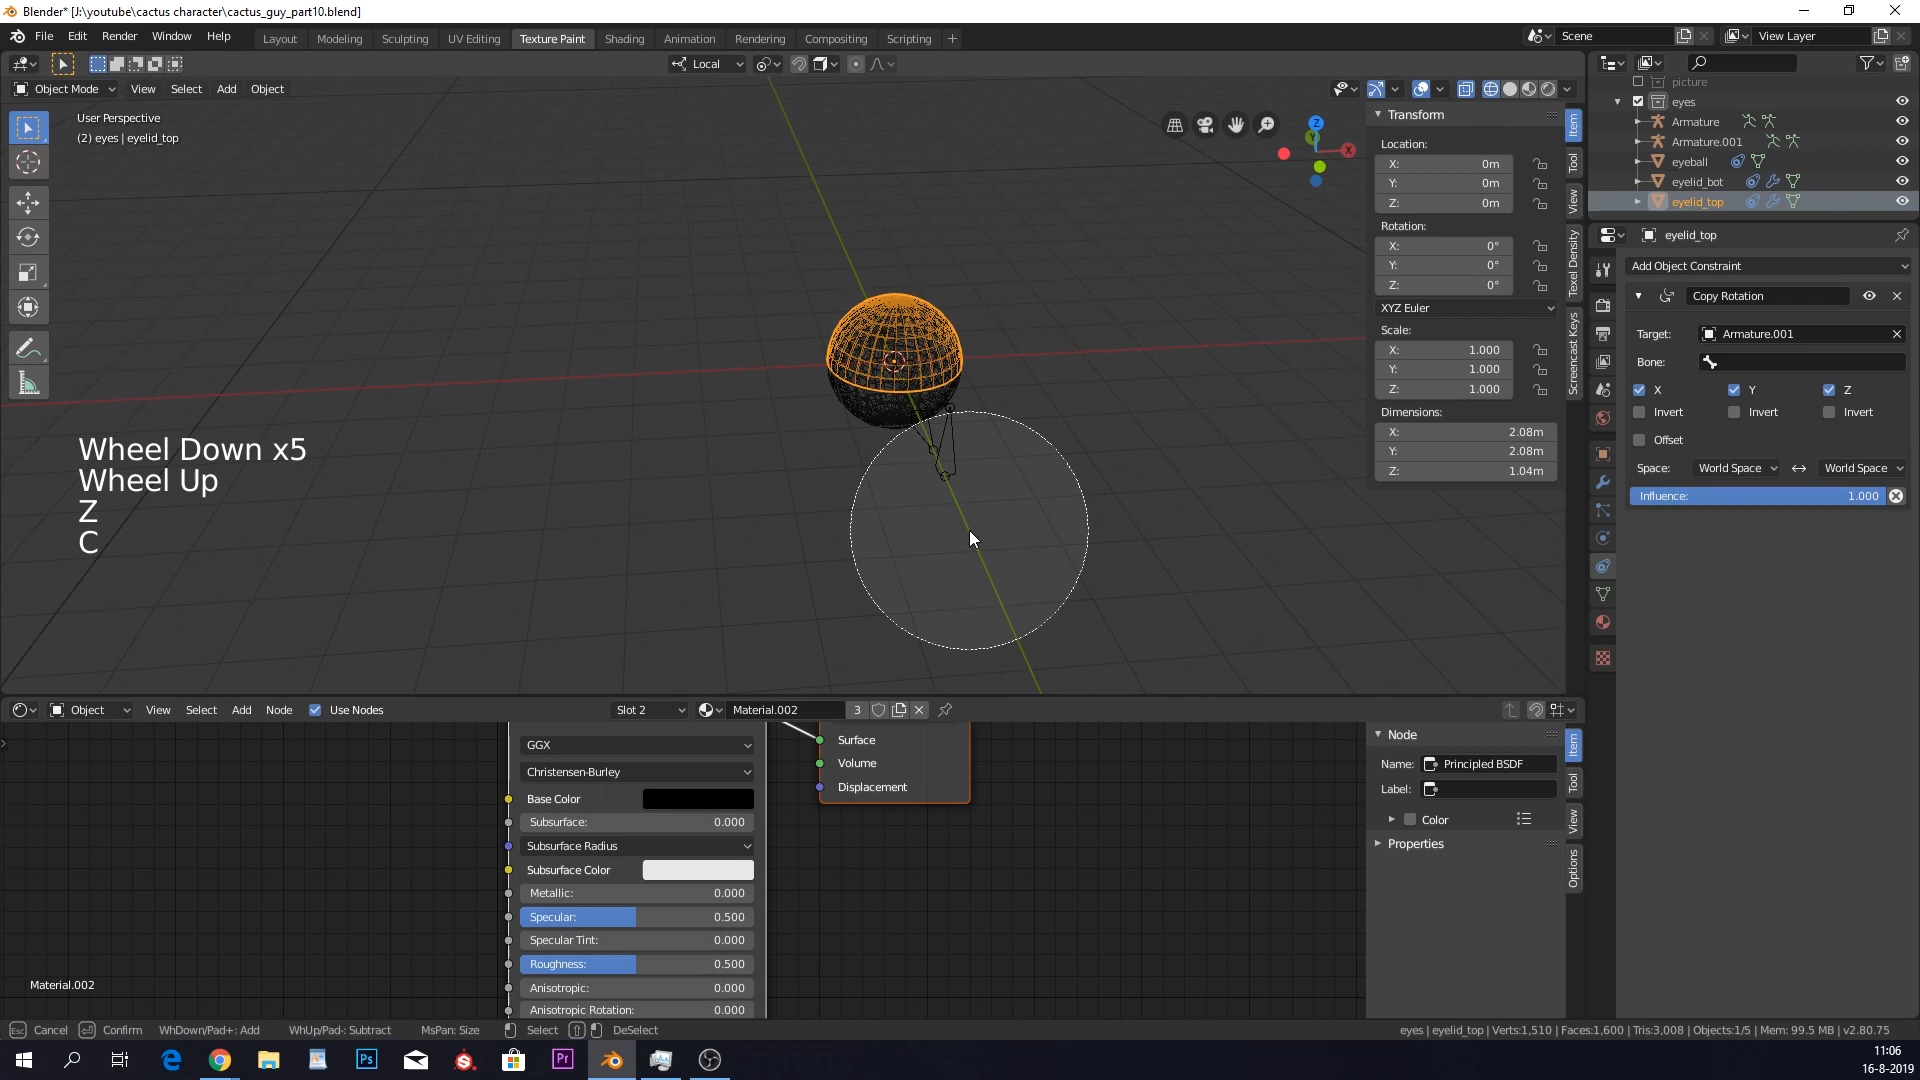 Blender* [J:\youtube\cactus character\cactus_guy_part10.blend]
File Edit Render Window Help
Layout Modeling Sculpting UV Editing Texture Paint Shading Animation Rendering Compositing Scripting +
Scene
View Layer
Local
Object Mode View Select Add Object
User Perspective
(2) eyes | eyelid_top
Z
Y
X
Wheel Down x5
Wheel Up
Z
C
Transform
Location:
X: 0m
Y: 0m
Z: 0m
Rotation:
X: 0°
Y: 0°
Z: 0°
XYZ Euler
Scale:
X: 1.000
Y: 1.000
Z: 1.000
Dimensions:
X: 2.08m
Y: 2.08m
Z: 1.04m
Item
Tool
View
Texel Density
Screencast Keys
picture
eyes
Armature
Armature.001
eyeball
eyelid_bot
eyelid_top
eyelid_top
Add Object Constraint
Copy Rotation
Target: Armature.001
Bone:
X Y Z
Invert Invert Invert
Offset
Space: World Space World Space
Influence: 1.000
Object View Select Add Node Use Nodes Slot 2 Material.002 3
GGX
Christensen-Burley
Base Color
Subsurface: 0.000
Subsurface Radius
Subsurface Color
Metallic: 0.000
Specular: 0.500
Specular Tint: 0.000
Roughness: 0.500
Anisotropic: 0.000
Anisotropic Rotation: 0.000
Surface
Volume
Displacement
Material.002
Node
Name: Principled BSDF
Label:
Color
Properties
Item
Tool
View
Options
Esc Cancel Confirm WhDown/Pad+: Add WhUp/Pad-: Subtract MsPan: Size Select DeSelect
eyes | eyelid_top | Verts:1,510 | Faces:1,600 | Tris:3,008 | Objects:1/5 | Mem: 99.5 MB | v2.80.75
Ps
Pr
11:06
16-8-2019